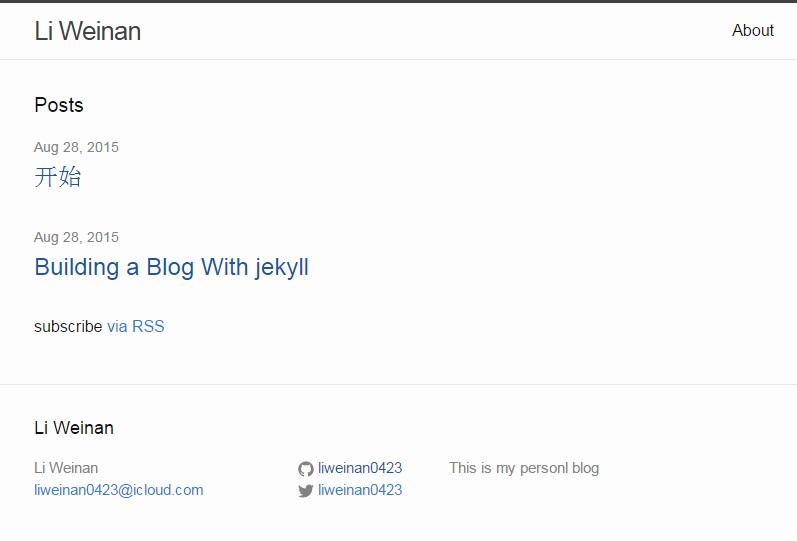 Li Weinan
About
Posts
Aug 28, 2015
开始
Aug 28, 2015
Building a Blog With jekyll
subscribe via RSS
Li Weinan
Li Weinan
liweinan0423@icloud.com
liweinan0423
liweinan0423
This is my personl blog